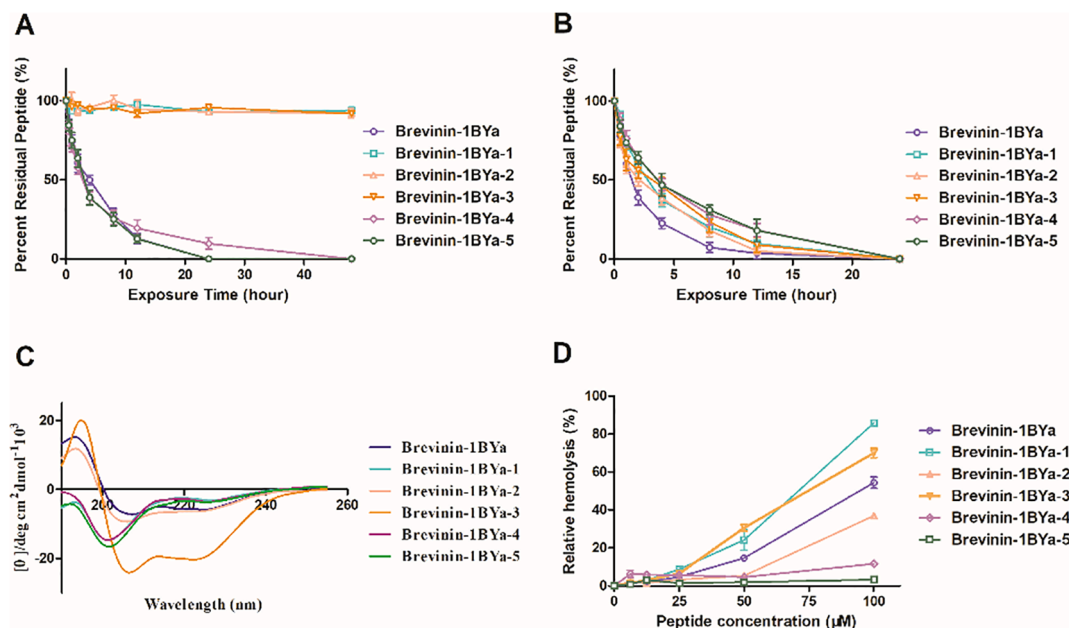 A
Percent Residual Peptide (%)
100
50
0
0
10
20
30
40
Exposure Time (hour)
Brevinin-1BYa
Brevinin-1BYa-1
Brevinin-1BYa-2
Brevinin-1BYa-3
Brevinin-1BYa-4
Brevinin-1BYa-5
B
Percent Residual Peptide (%)
100
50
0
0
5
10
15
20
Exposure Time (hour)
Brevinin-1BYa
Brevinin-1BYa-1
Brevinin-1BYa-2
Brevinin-1BYa-3
Brevinin-1BYa-4
Brevinin-1BYa-5
C
[θ]/deg cm²dmol⁻¹10³
20
0
-20
200
220
240
260
Wavelength (nm)
Brevinin-1BYa
Brevinin-1BYa-1
Brevinin-1BYa-2
Brevinin-1BYa-3
Brevinin-1BYa-4
Brevinin-1BYa-5
D
Relative hemolysis (%)
100
80
60
40
20
0
0
25
50
75
100
Peptide concentration (µM)
Brevinin-1BYa
Brevinin-1BYa-1
Brevinin-1BYa-2
Brevinin-1BYa-3
Brevinin-1BYa-4
Brevinin-1BYa-5